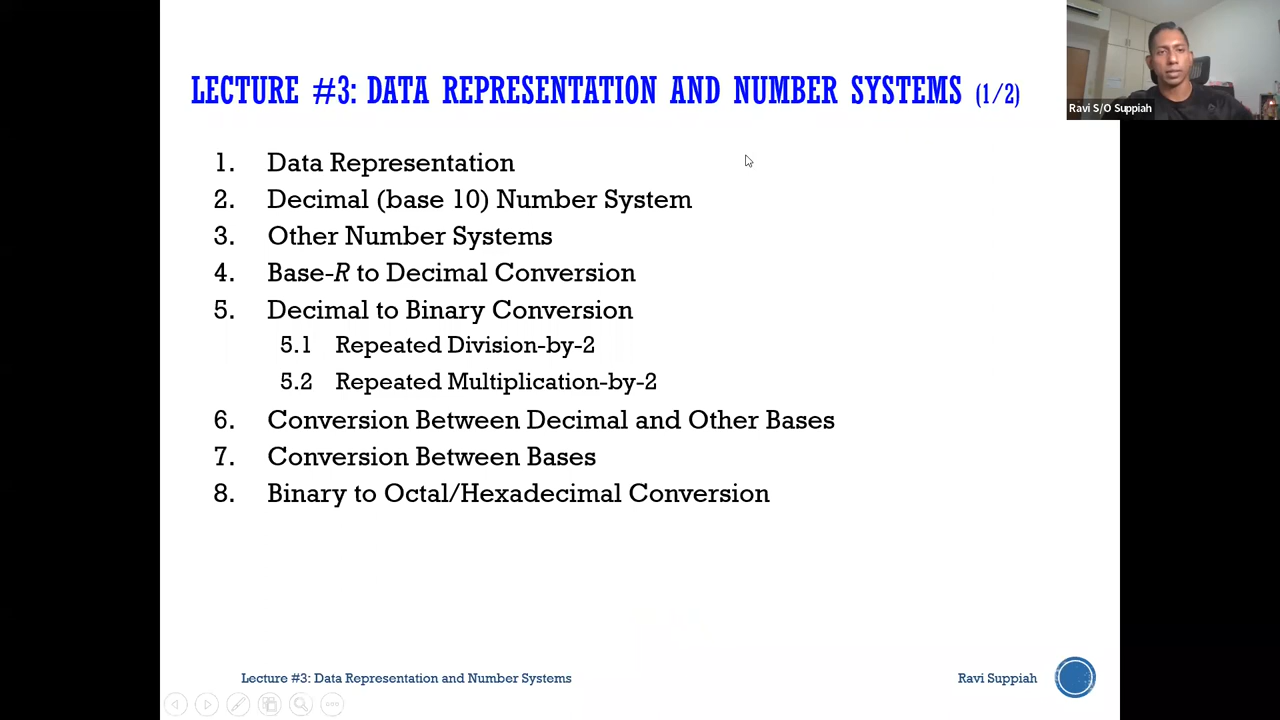 LECTURE #3: DATA REPRESENTATION AND NUMBER SYSTEMS (1/2)
Ravi S/O Suppiah
1. Data Representation
2. Decimal (base 10) Number System
3. Other Number Systems
4. Base-R to Decimal Conversion
5. Decimal to Binary Conversion
5.1 Repeated Division-by-2
5.2 Repeated Multiplication-by-2
6. Conversion Between Decimal and Other Bases
7. Conversion Between Bases
8. Binary to Octal/Hexadecimal Conversion
Lecture #3: Data Representation and Number Systems
Ravi Suppiah